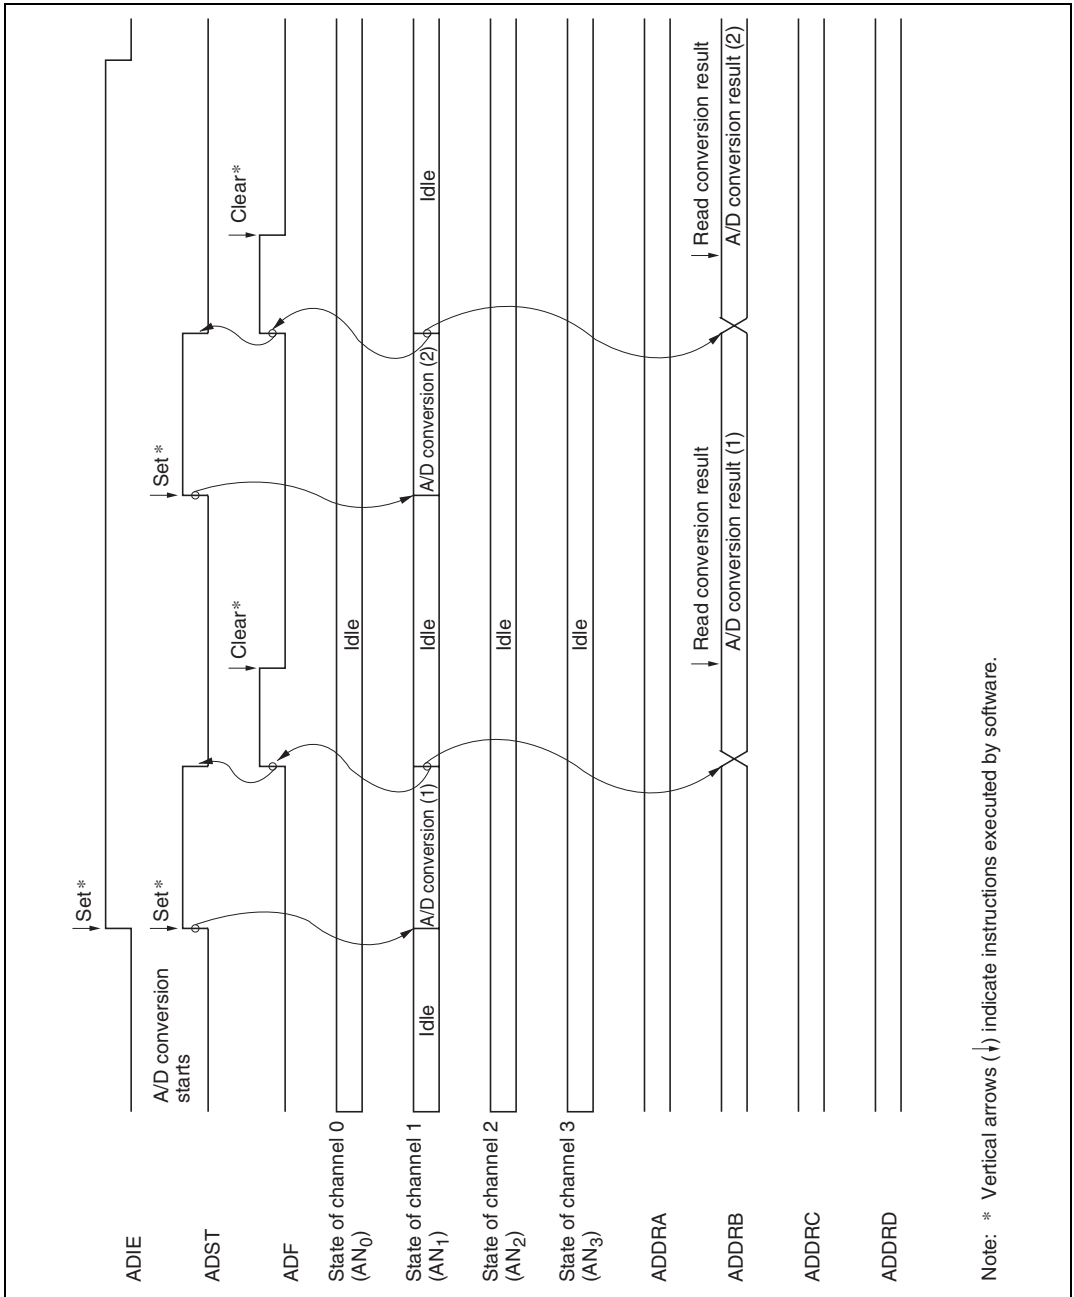 ADIE
Set*
ADST
A/D conversion
starts
Set*
Set*
ADF
Clear*
Clear*
State of channel 0
(AN0)
Idle
State of channel 1
(AN1)
Idle
A/D conversion (1)
Idle
A/D conversion (2)
Idle
State of channel 2
(AN2)
Idle
State of channel 3
(AN3)
Idle
ADDRA
ADDRB
Read conversion result
A/D conversion result (1)
Read conversion result
A/D conversion result (2)
ADDRC
ADDRD
Note: * Vertical arrows (↓) indicate instructions executed by software.